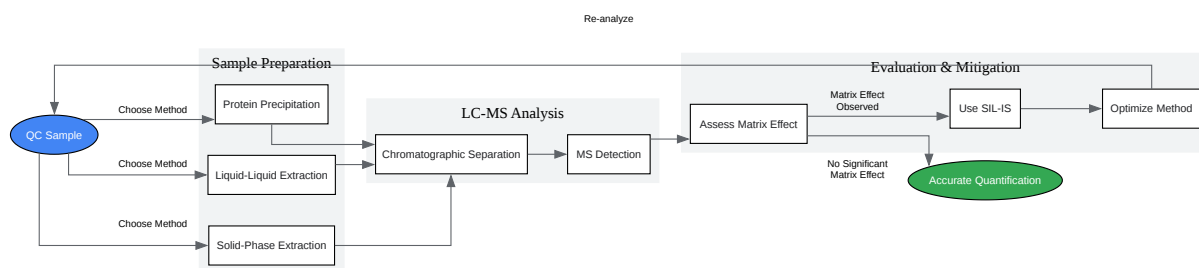 Re-analyze
Sample Preparation
Evaluation & Mitigation
Choose Method
Protein Precipitation
LC-MS Analysis
Matrix Effect
Observed
Use SIL-IS
Optimize Method
QC Sample
Assess Matrix Effect
Chromatographic Separation
MS Detection
Choose Method
Liquid-Liquid Extraction
No Significant
Matrix Effect
Accurate Quantification
Choose Method
Solid-Phase Extraction